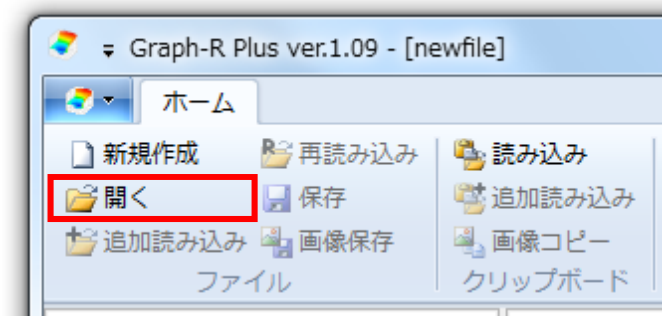 Graph-R Plus ver.1.09 - [newfile]
ホーム
新規作成 再読み込み 読み込み
開く 保存 追加読み込み
追加読み込み 画像保存 画像コピー
ファイル クリップボード